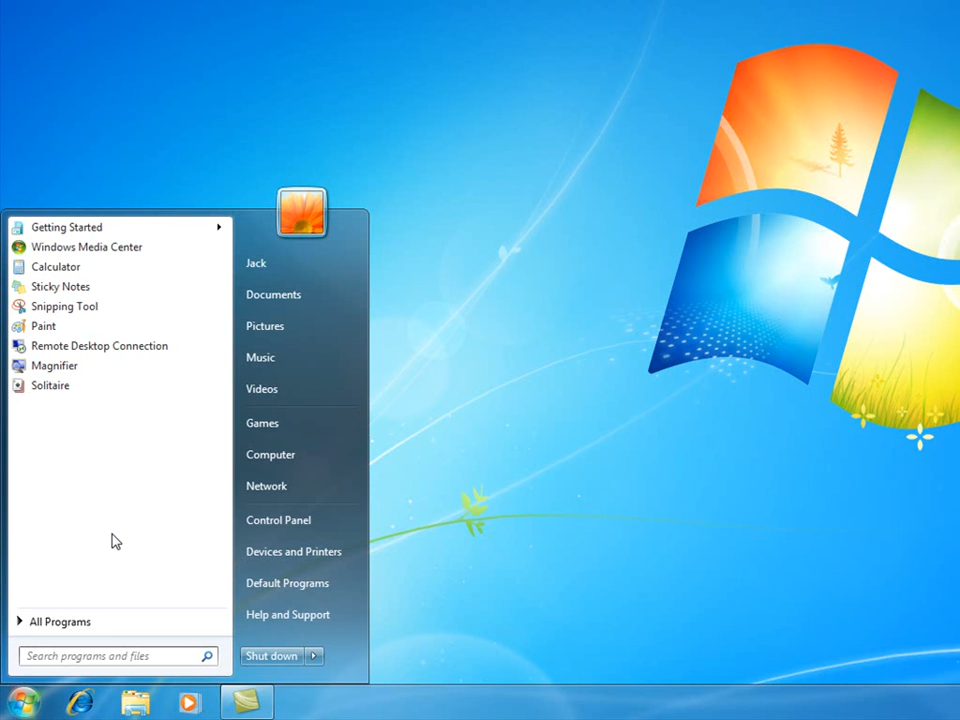 Getting Started
Windows Media Center
Calculator
Sticky Notes
Snipping Tool
Paint
Remote Desktop Connection
Magnifier
Solitaire
All Programs
Search programs and files
Jack
Documents
Pictures
Music
Videos
Games
Computer
Network
Control Panel
Devices and Printers
Default Programs
Help and Support
Shut down